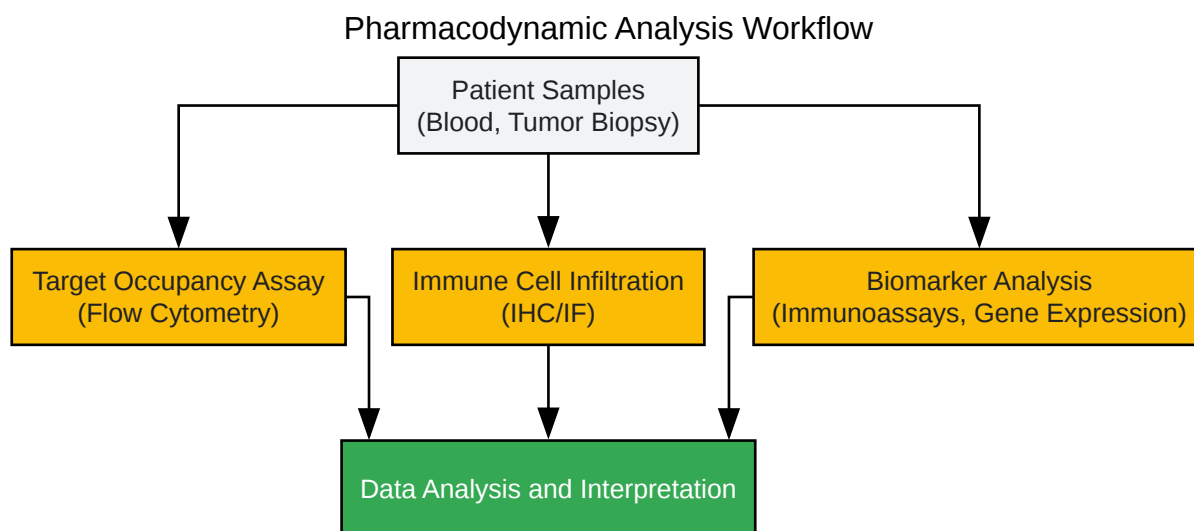 Pharmacodynamic Analysis Workflow
Patient Samples
(Blood, Tumor Biopsy)
Target Occupancy Assay
(Flow Cytometry)
Immune Cell Infiltration
(IHC/IF)
Biomarker Analysis
(Immunoassays, Gene Expression)
Data Analysis and Interpretation